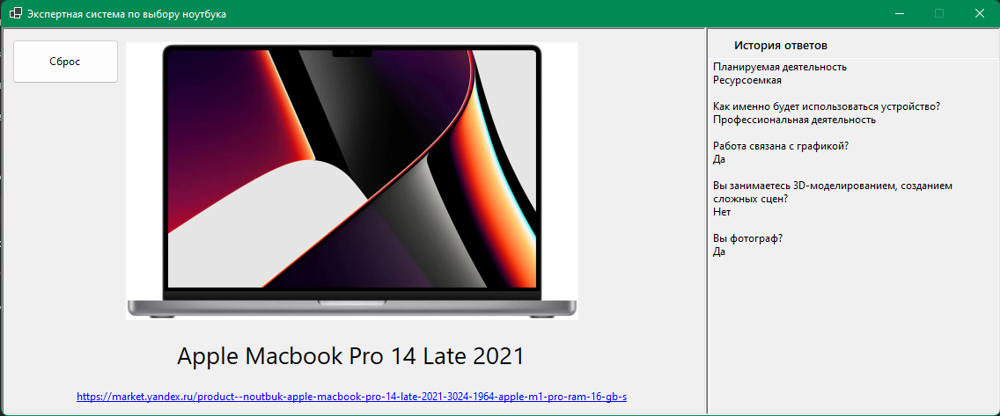 Экспертная система по выбору ноутбука
Сброс
Apple Macbook Pro 14 Late 2021
https://market.yandex.ru/product--noutbuk-apple-macbook-pro-14-late-2021-3024-1964-apple-m1-pro-ram-16-gb-s
История ответов
Планируемая деятельность
Ресурсоемкая
Как именно будет использоваться устройство?
Профессиональная деятельность
Работа связана с графикой?
Да
Вы занимаетесь 3D-моделированием, созданием
сложных сцен?
Нет
Вы фотограф?
Да